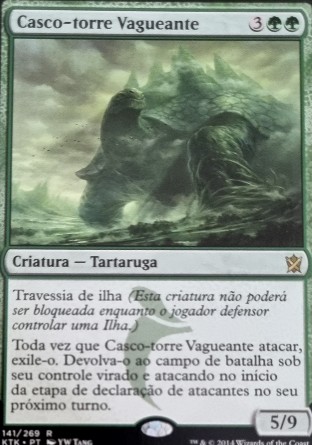 Casco-torre Vagueante 3
Criatura — Tartaruga
Travessia de ilha (Esta criatura não poderá
ser bloqueada enquanto o jogador defensor
controlar uma Ilha.)
Toda vez que Casco-torre Vagueante atacar,
exile-o. Devolva-o ao campo de batalha sob
seu controle virado e atacando no início
da etapa de declaração de atacantes no seu
próximo turno.
5/9
141/269 R
KTK • PT YW Tang
™ & © 2014 Wizards of the Coast